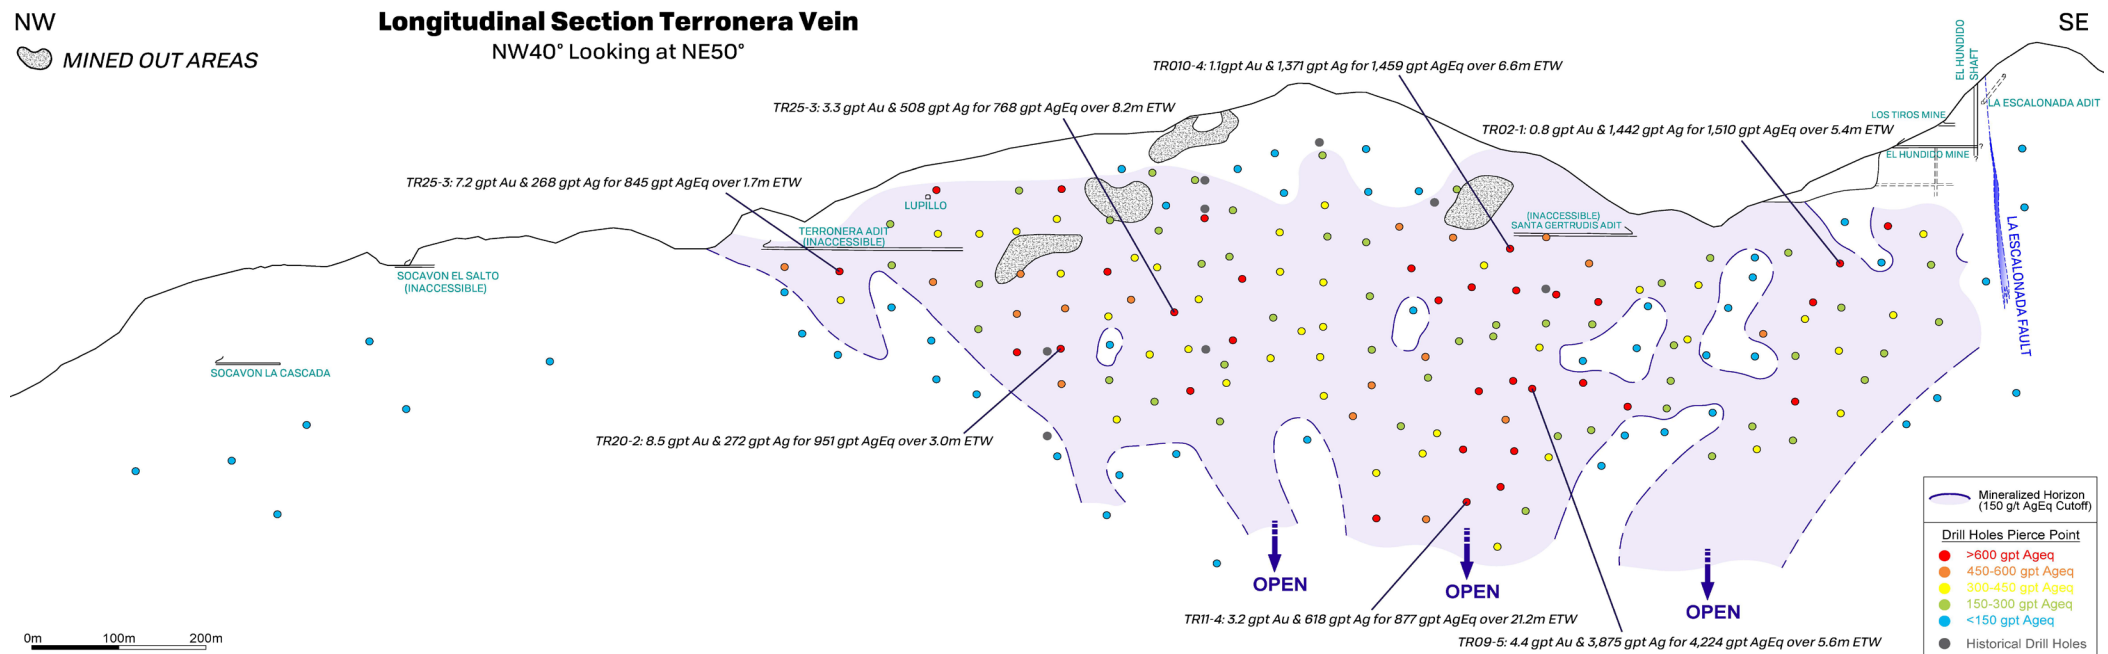 NW
Longitudinal Section Terronera Vein
SE
NW40° Looking at NE50°
MINED OUT AREAS
EL HUNDIDO
SHAFT
TR010-4: 1.1gpt Au & 1,371 gpt Ag for 1,459 gpt AgEq over 6.6m ETW
TR25-3: 3.3 gpt Au & 508 gpt Ag for 768 gpt AgEq over 8.2m ETW
LA ESCALONADA ADIT
LOS TIROS MINE
TR02-1: 0.8 gpt Au & 1,442 gpt Ag for 1,510 gpt AgEq over 5.4m ETW
?
EL HUNDIDO MINE
?
TR25-3: 7.2 gpt Au & 268 gpt Ag for 845 gpt AgEq over 1.7m ETW
LUPILLO
(INACCESSIBLE)
SANTA GERTRUDIS ADIT
TERRONERA ADIT
(INACCESSIBLE)
LA ESCALONADA FAULT
SOCAVON EL SALTO
(INACCESSIBLE)
SOCAVON LA CASCADA
TR20-2: 8.5 gpt Au & 272 gpt Ag for 951 gpt AgEq over 3.0m ETW
OPEN
OPEN
OPEN
TR11-4: 3.2 gpt Au & 618 gpt Ag for 877 gpt AgEq over 21.2m ETW
TR09-5: 4.4 gpt Au & 3,875 gpt Ag for 4,224 gpt AgEq over 5.6m ETW
Mineralized Horizon
(150 g/t AgEq Cutoff)
Drill Holes Pierce Point
>600 gpt Ageq
450-600 gpt Ageq
300-450 gpt Ageq
150-300 gpt Ageq
<150 gpt Ageq
Historical Drill Holes
0m 100m 200m